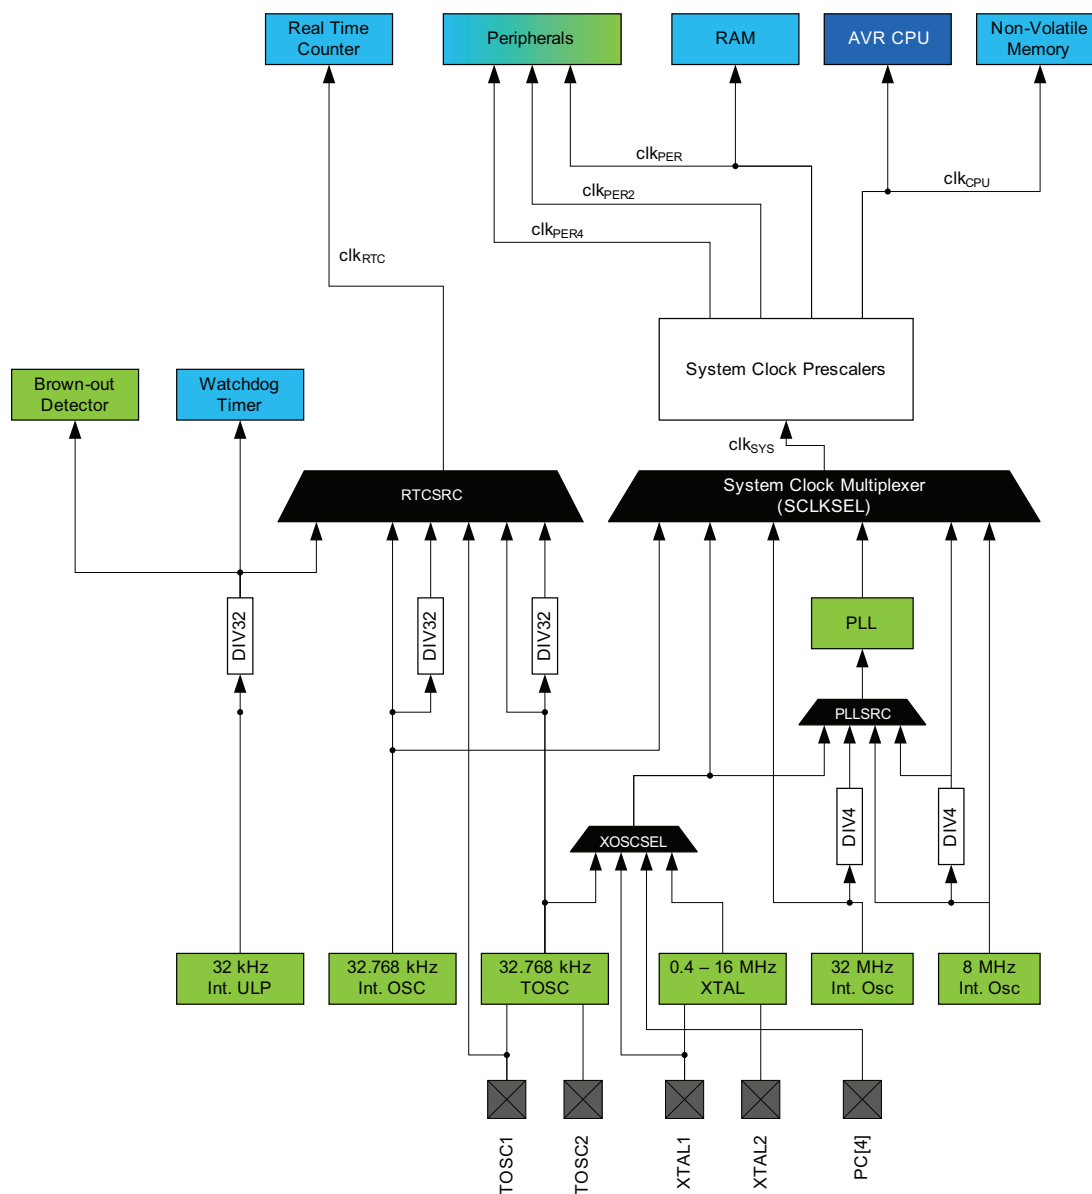 Real Time
Counter
Peripherals
RAM
AVR CPU
Non-Volatile
Memory
clkPER
clkPER2
clkCPU
clkPER4
clkRTC
System Clock Prescalers
Brown-out
Detector
Watchdog
Timer
clkSYS
RTCSRC
System Clock Multiplexer
(SCLKSEL)
DIV32
DIV32
DIV32
PLL
PLLSRC
XOSCSEL
DIV4
DIV4
32 kHz
Int. ULP
32.768 kHz
Int. OSC
32.768 kHz
TOSC
0.4 – 16 MHz
XTAL
32 MHz
Int. Osc
8 MHz
Int. Osc
TOSC1
TOSC2
XTAL1
XTAL2
PC[4]